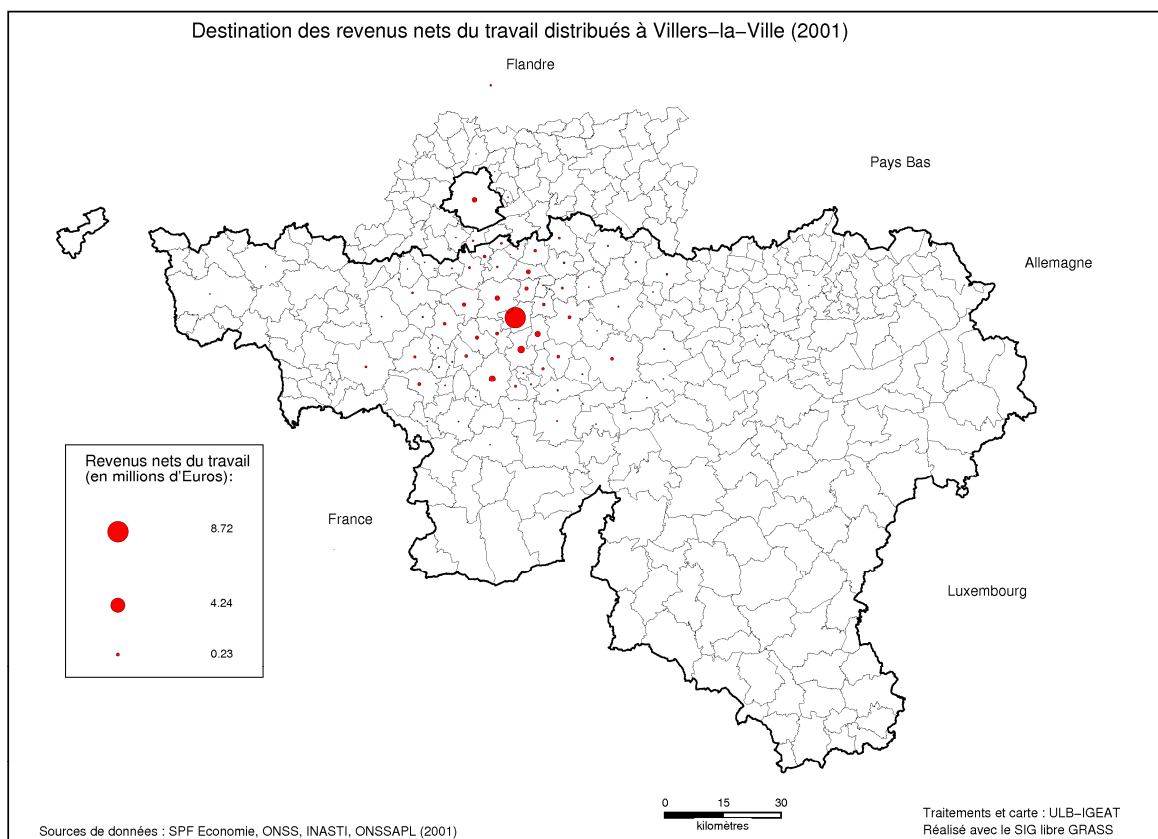 Destination des revenus nets du travail distribués à Villers−la−Ville (2001)
Flandre
Pays Bas
Allemagne
Revenus nets du travail
(en millions d'Euros):
8.72
4.24
0.23
France
Luxembourg
0 15 30
kilomètres
Sources de données : SPF Economie, ONSS, INASTI, ONSSAPL (2001)
Traitements et carte : ULB−IGEAT
Réalisé avec le SIG libre GRASS